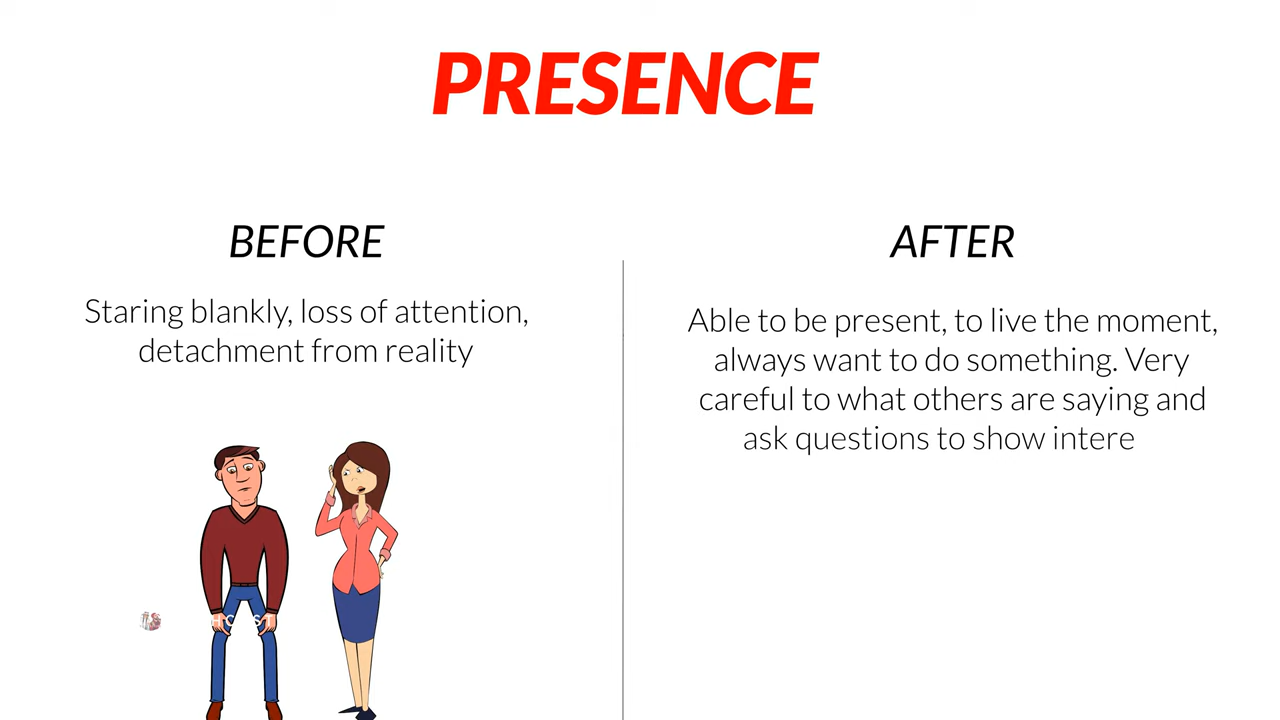 PRESENCE
BEFORE
Staring blankly, loss of attention,
detachment from reality
AFTER
Able to be present, to live the moment,
always want to do something. Very
careful to what others are saying and
ask questions to show intere